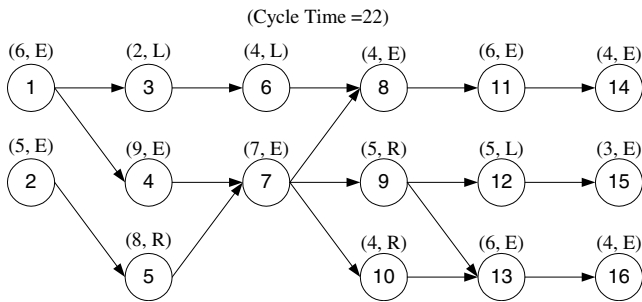 (Cycle Time =22)
(6, E) (2, L) (4, L) (4, E) (6, E) (4, E)
1 3 6 8 11 14
(5, E) (9, E) (7, E) (5, R) (5, L) (3, E)
2 4 7 9 12 15
(8, R) (4, R) (6, E) (4, E)
5 10 13 16